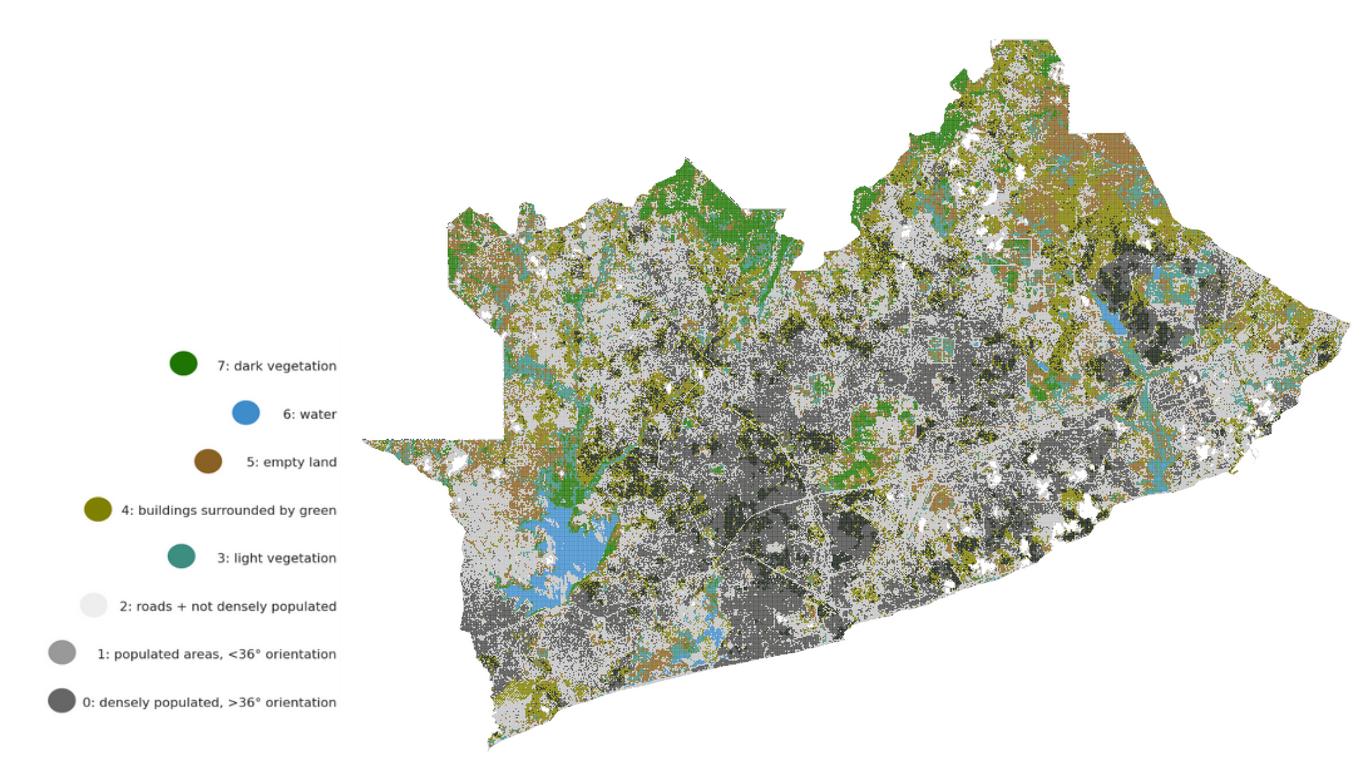 7: dark vegetation
6: water
5: empty land
4: buildings surrounded by green
3: light vegetation
2: roads + not densely populated
1: populated areas, <36° orientation
0: densely populated, >36° orientation